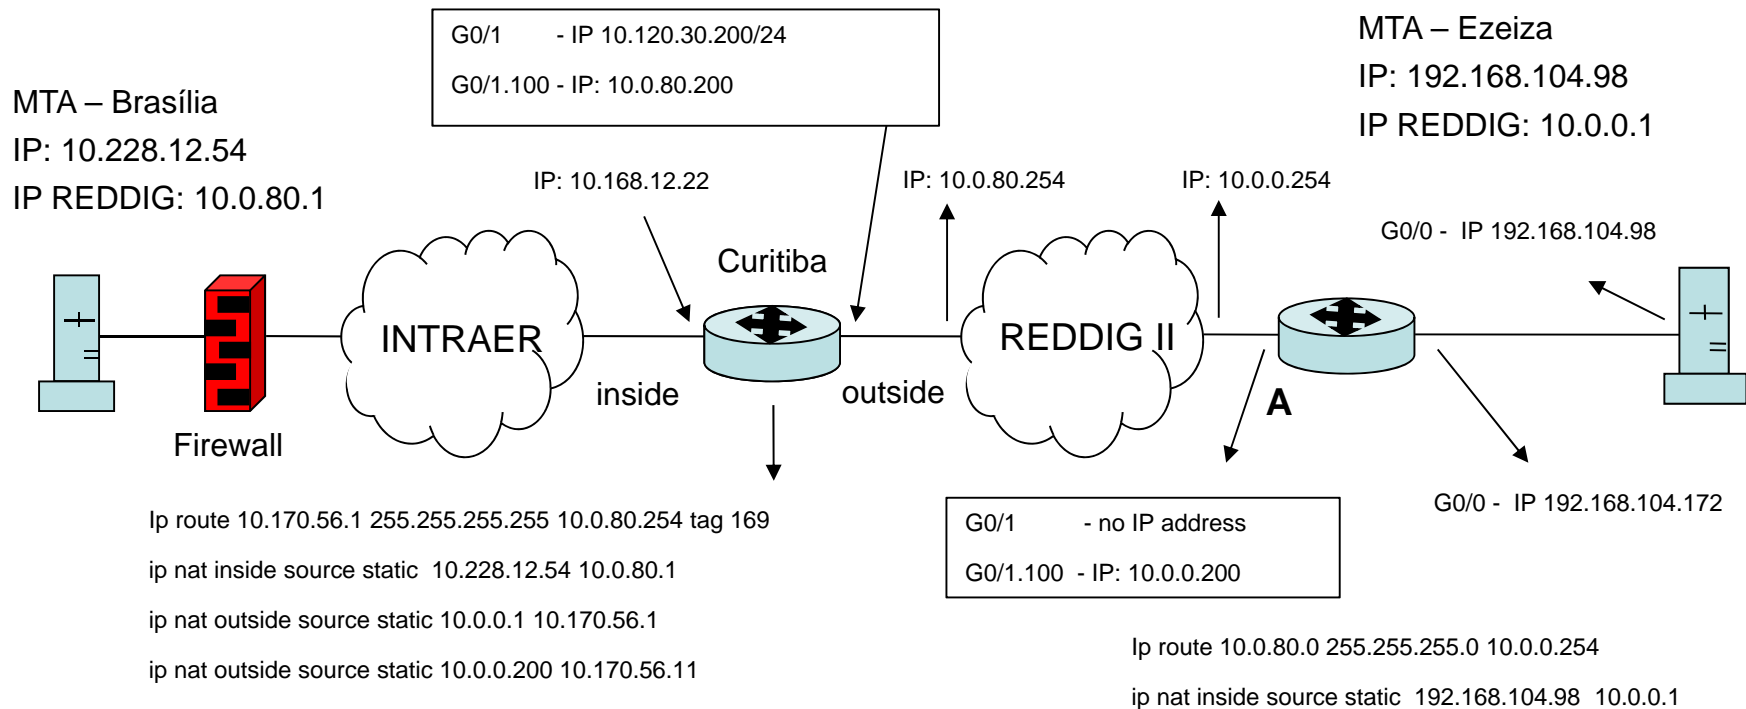 G0/1 - IP 10.120.30.200/24
G0/1.100 - IP: 10.0.80.200
MTA – Ezeiza
IP: 192.168.104.98
IP REDDIG: 10.0.0.1
MTA – Brasília
IP: 10.228.12.54
IP REDDIG: 10.0.80.1
IP: 10.168.12.22
IP: 10.0.80.254
IP: 10.0.0.254
G0/0 - IP 192.168.104.98
Curitiba
INTRAER
REDDIG II
inside
outside
A
Firewall
G0/0 - IP 192.168.104.172
G0/1 - no IP address
G0/1.100 - IP: 10.0.0.200
Ip route 10.170.56.1 255.255.255.255 10.0.80.254 tag 169
ip nat inside source static 10.228.12.54 10.0.80.1
ip nat outside source static 10.0.0.1 10.170.56.1
ip nat outside source static 10.0.0.200 10.170.56.11
Ip route 10.0.80.0 255.255.255.0 10.0.0.254
ip nat inside source static 192.168.104.98 10.0.0.1